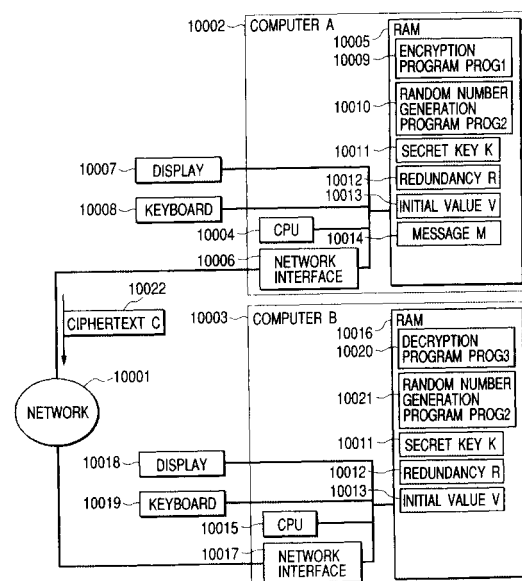 10002
COMPUTER A
10005
RAM
10009
ENCRYPTION
PROGRAM PROG1
10010
RANDOM NUMBER
GENERATION
PROGRAM PROG2
10011
SECRET KEY K
10007
DISPLAY
10012
REDUNDANCY R
10008
KEYBOARD
10013
INITIAL VALUE V
10004
CPU
10014
MESSAGE M
10006
NETWORK
INTERFACE
10022
CIPHERTEXT C
10003
COMPUTER B
10016
RAM
10020
DECRYPTION
PROGRAM PROG3
10001
NETWORK
10021
RANDOM NUMBER
GENERATION
PROGRAM PROG2
10011
SECRET KEY K
10018
DISPLAY
10012
REDUNDANCY R
10019
KEYBOARD
10013
INITIAL VALUE V
10015
CPU
10017
NETWORK
INTERFACE